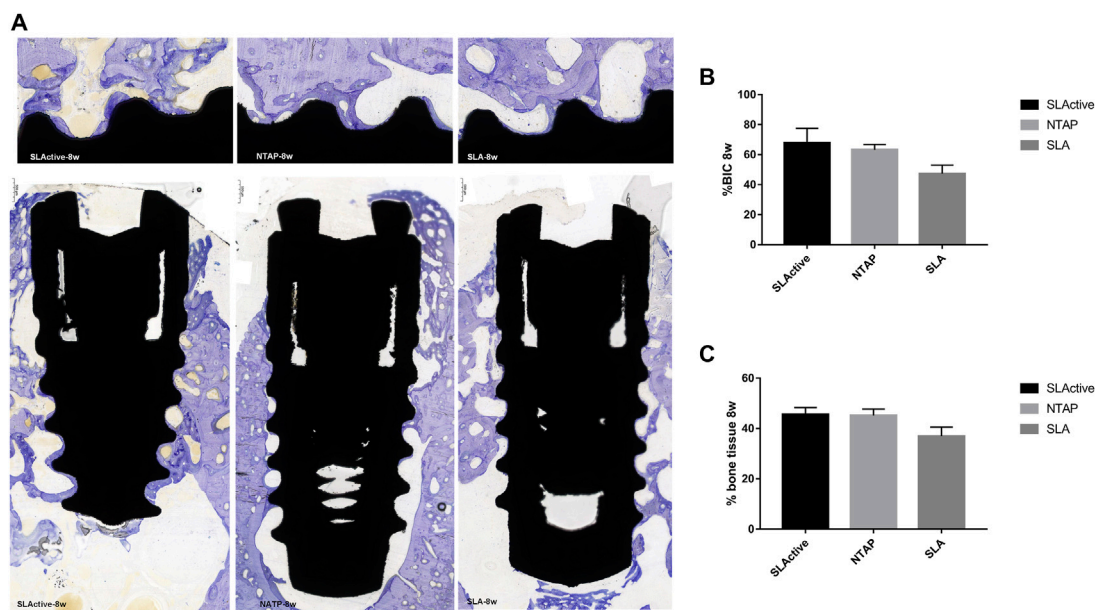 A
SLActive-8w
NTAP-8w
SLA-8w
SLActive-8w
NATP-8w
SLA-8w
B
%BIC 8w
100
80
60
40
20
0
SLActive
NTAP
SLA
SLActive
NTAP
SLA
C
% bone tissue 8w
60
40
20
0
SLActive
NTAP
SLA
SLActive
NTAP
SLA